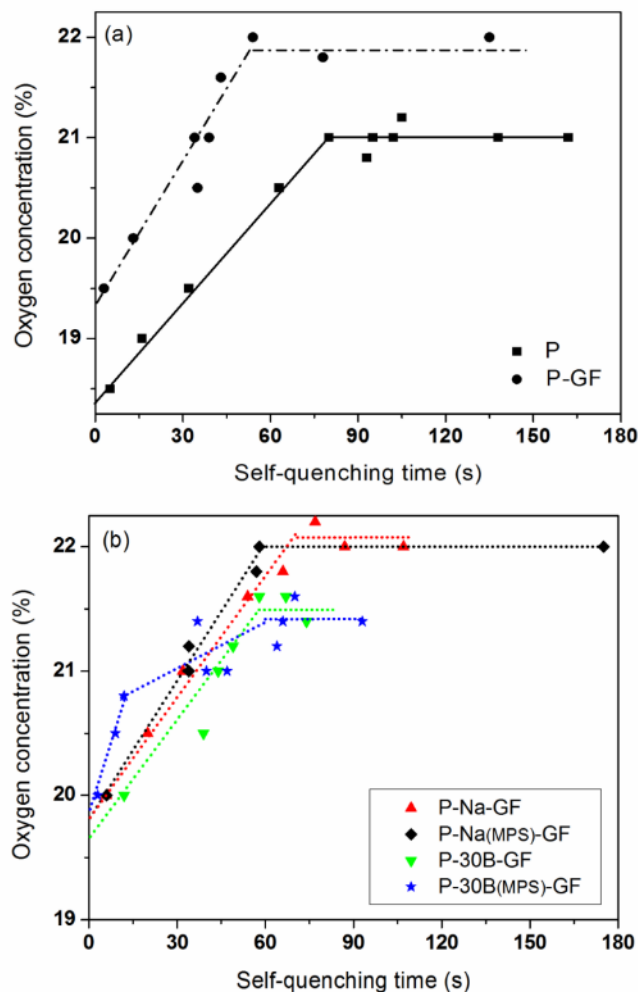 (a)
22
21
20
19
Oxygen concentration (%)
P
P-GF
0 30 60 90 120 150 180
Self-quenching time (s)
(b)
22
21
20
19
Oxygen concentration (%)
P-Na-GF
P-Na(MPS)-GF
P-30B-GF
P-30B(MPS)-GF
0 30 60 90 120 150 180
Self-quenching time (s)